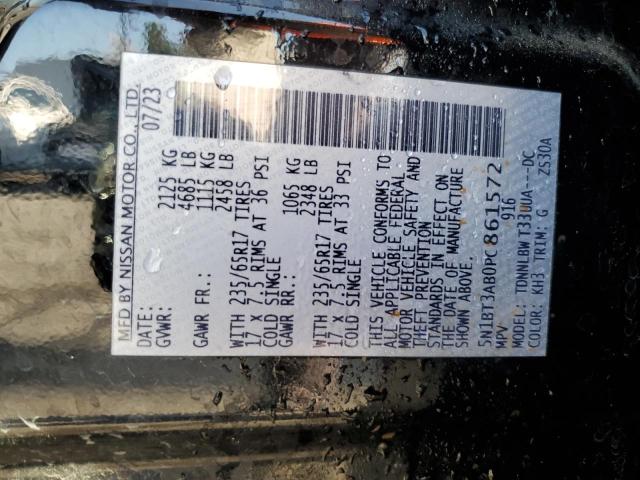 MFD BY NISSAN MOTOR CO., LTD.
DATE: 07/23
GVWR: 2125 KG
4685 LB
GAWR FR.: 1115 KG
2458 LB
WITH 235/65R17 TIRES
17 X 7.5 RIMS AT 36 PSI
COLD SINGLE
GAWR RR.: 1065 KG
2348 LB
WITH 235/65R17 TIRES
17 X 7.5 RIMS AT 33 PSI
COLD SINGLE
THIS VEHICLE CONFORMS TO
ALL APPLICABLE FEDERAL
MOTOR VEHICLE SAFETY AND
THEFT PREVENTION
STANDARDS IN EFFECT ON
THE DATE OF MANUFACTURE
SHOWN ABOVE.
5N1BT3AB0PC861572
MPV 916
MODEL: TDNNLBW T33UUA---DC
COLOR: KH3 TRIM: G Z530A